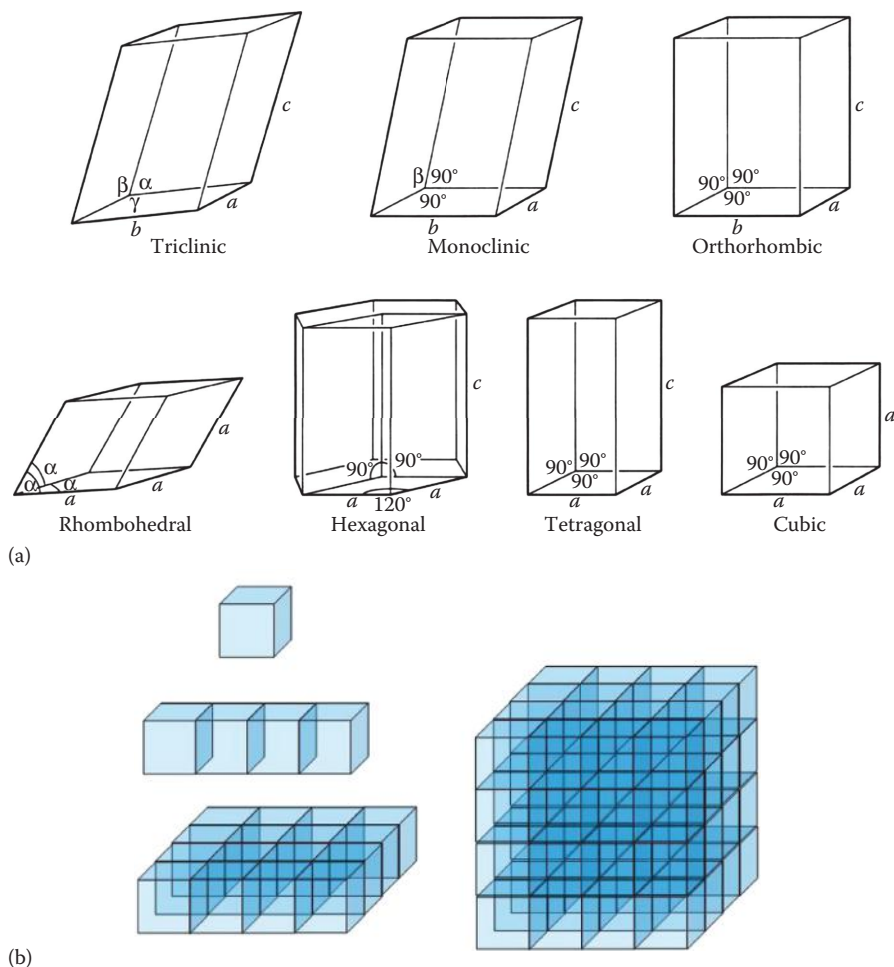 c
β α
γ
a
b
Triclinic
c
β 90°
90°
a
b
Monoclinic
c
90° 90°
90°
a
b
Orthorhombic
a
α
α α
a
a
Rhombohedral
c
90° 90°
a
a
120°
Hexagonal
c
90° 90°
90°
a
a
Tetragonal
a
90° 90°
90°
a
a
Cubic
(a)
(b)